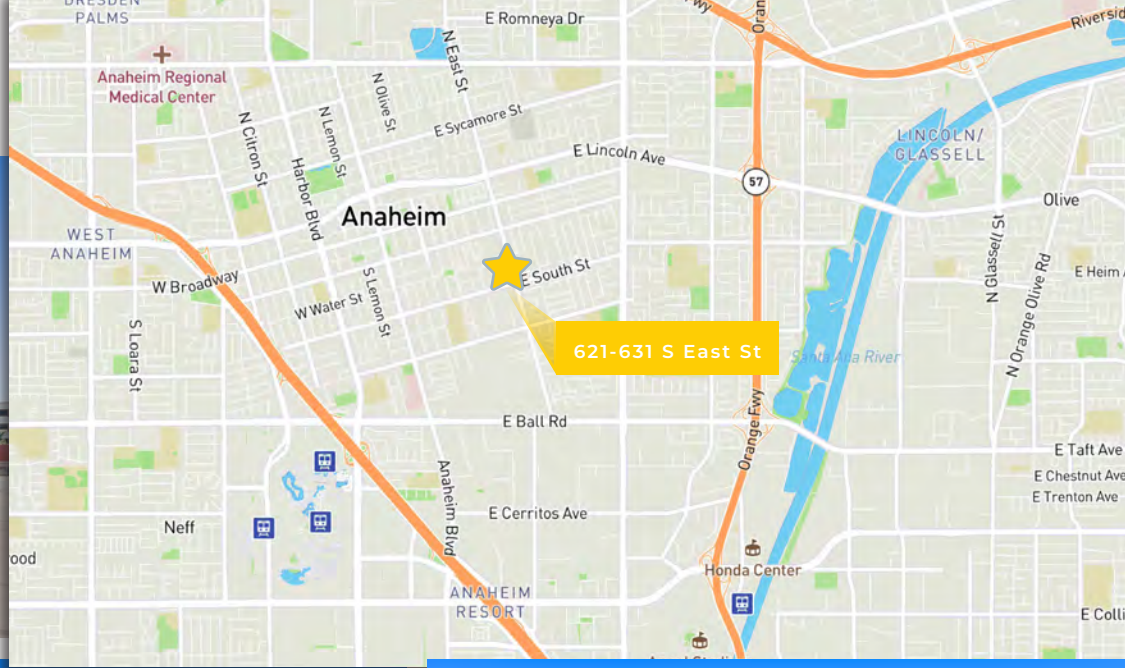 DRESDEN
PALMS
E Romneya Dr
Riversid
Anaheim Regional
Medical Center
N East St
N Olive St
N Citron St
N Lemon St
E Sycamore St
Harbor Blvd
E Lincoln Ave
LINCOLN/
GLASSELL
57
Olive
Anaheim
WEST
ANAHEIM
N Glassell St
W Broadway
E South St
E Heim
W Water St
S Lemon St
N Orange Olive Rd
S Loara St
621-631 S East St
Santa Ana River
E Ball Rd
Orange Fwy
E Taft Ave
E Chestnut Ave
E Trenton Ave
Anaheim Blvd
E Cerritos Ave
Neff
ood
Honda Center
ANAHEIM
RESORT
E Colli